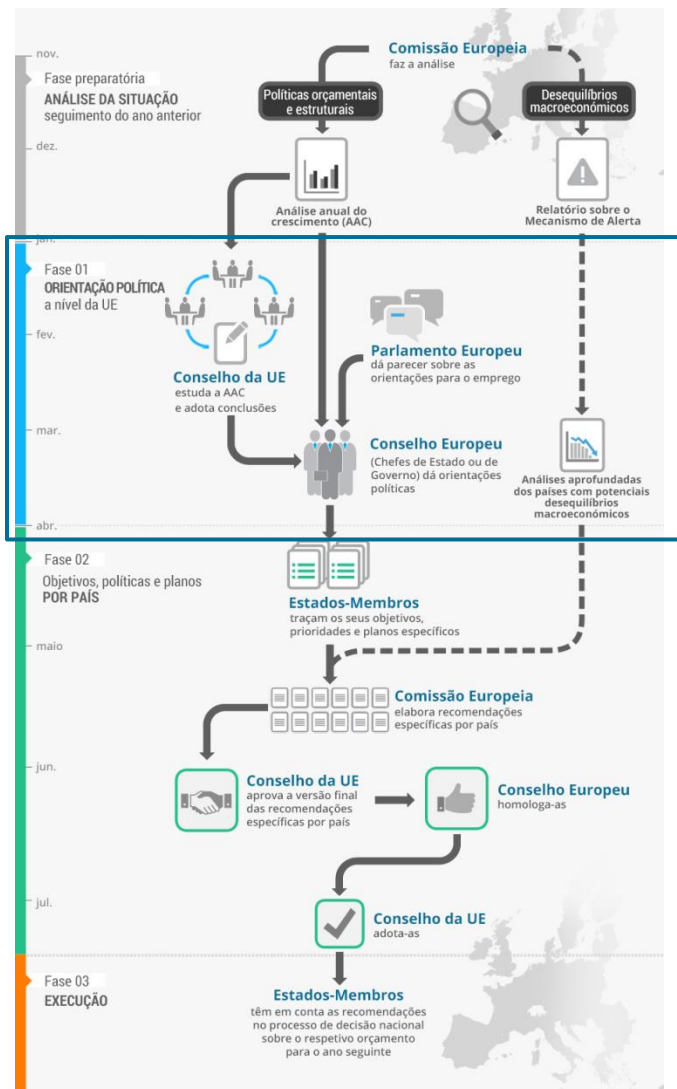 nov.
Comissão Europeia
faz a análise
Fase preparatória
ANÁLISE DA SITUAÇÃO
seguimento do ano anterior
Políticas orçamentais
e estruturais
Desequilíbrios
macroeconómicos
dez.
Análise anual do
crescimento (AAC)
Relatório sobre o
Mecanismo de Alerta
jan.
Fase 01
ORIENTAÇÃO POLÍTICA
a nível da UE
fev.
Conselho da UE
estuda a AAC
e adota conclusões
Parlamento Europeu
dá parecer sobre as
orientações para o emprego
mar.
Conselho Europeu
(Chefes de Estado ou de
Governo) dá orientações
políticas
Análises aprofundadas
dos países com potenciais
desequilíbrios
macroeconómicos
abr.
Fase 02
Objetivos, políticas e planos
POR PAÍS
Estados-Membros
traçam os seus objetivos,
prioridades e planos específicos
maio
Comissão Europeia
elabora recomendações
específicas por país
jun.
Conselho da UE
aprova a versão final
das recomendações
específicas por país
Conselho Europeu
homologa-as
jul.
Conselho da UE
adota-as
Fase 03
EXECUÇÃO
Estados-Membros
têm em conta as recomendações
no processo de decisão nacional
sobre o respetivo orçamento
para o ano seguinte